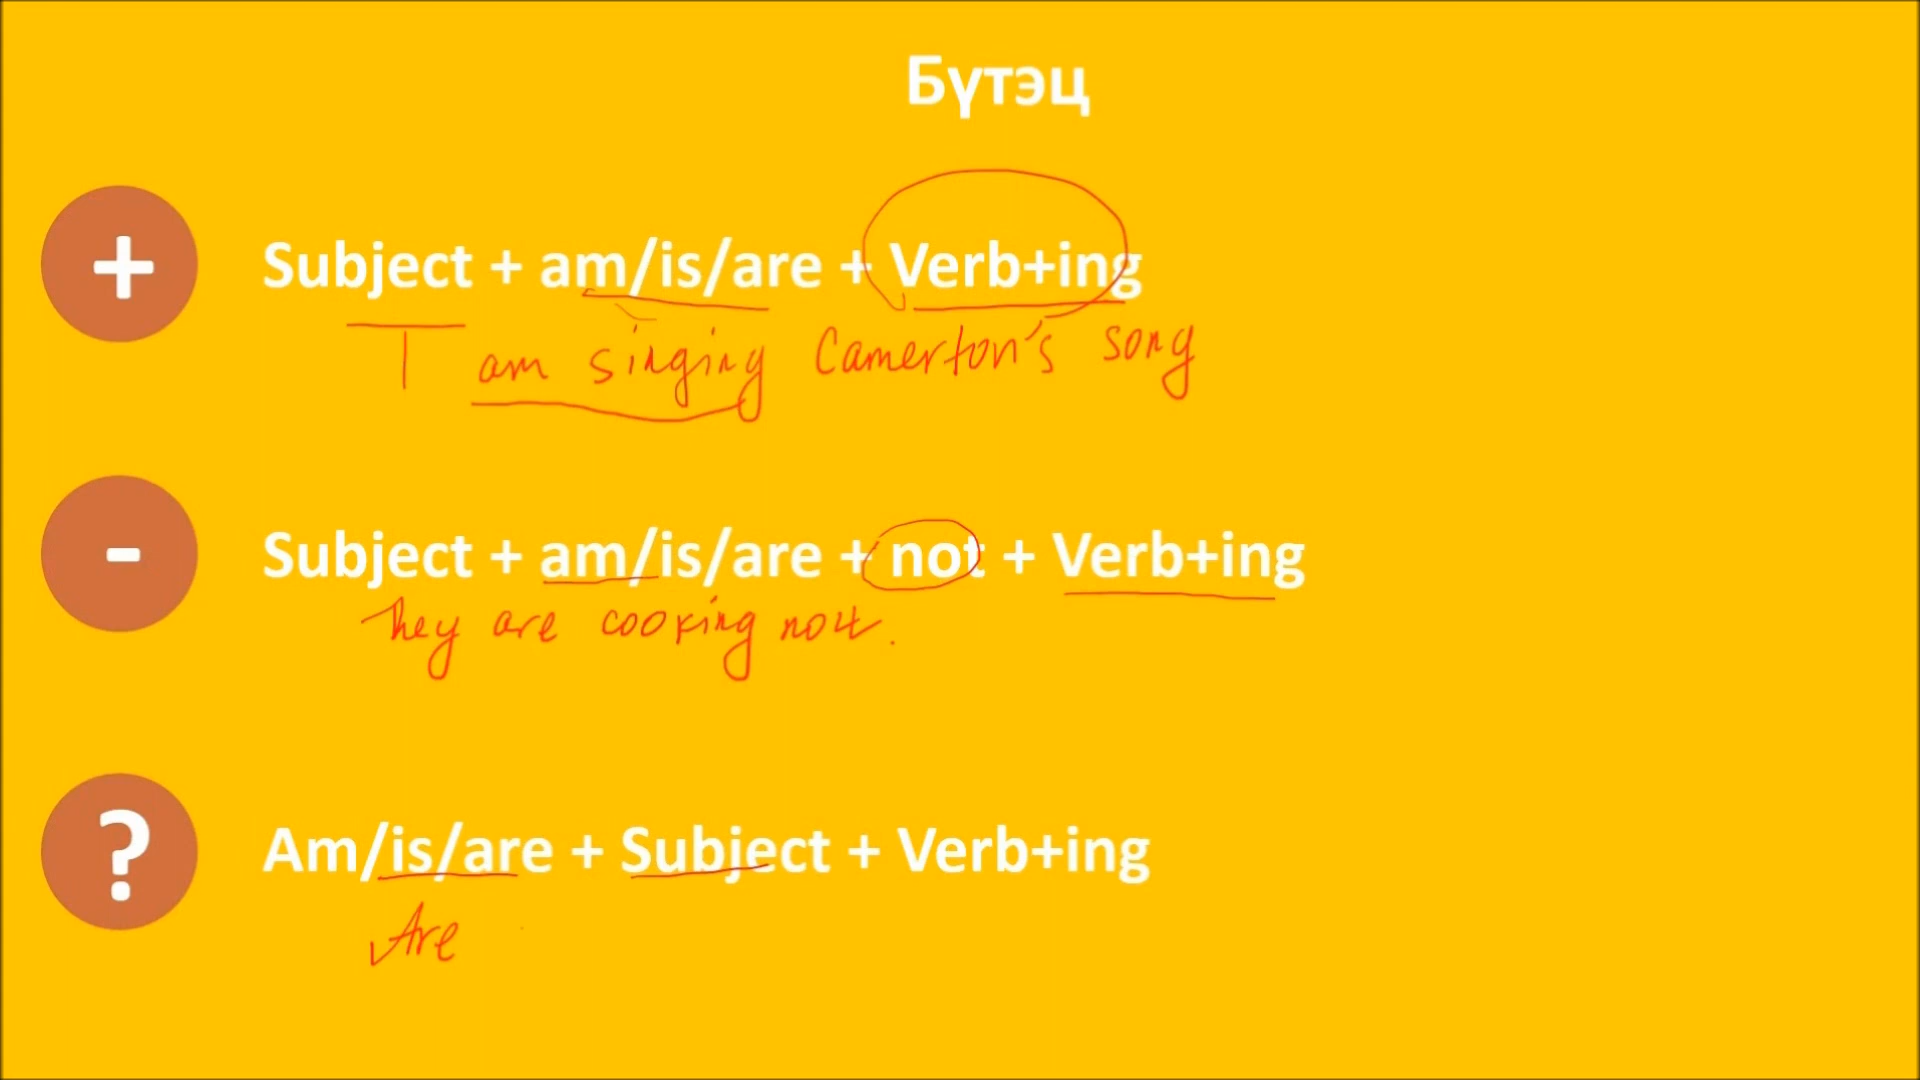 Бүтэц
+ Subject + am/is/are + Verb+ing
I am singing Camerton's song
- Subject + am/is/are + not + Verb+ing
They are cooking now.
? Am/is/are + Subject + Verb+ing
Are